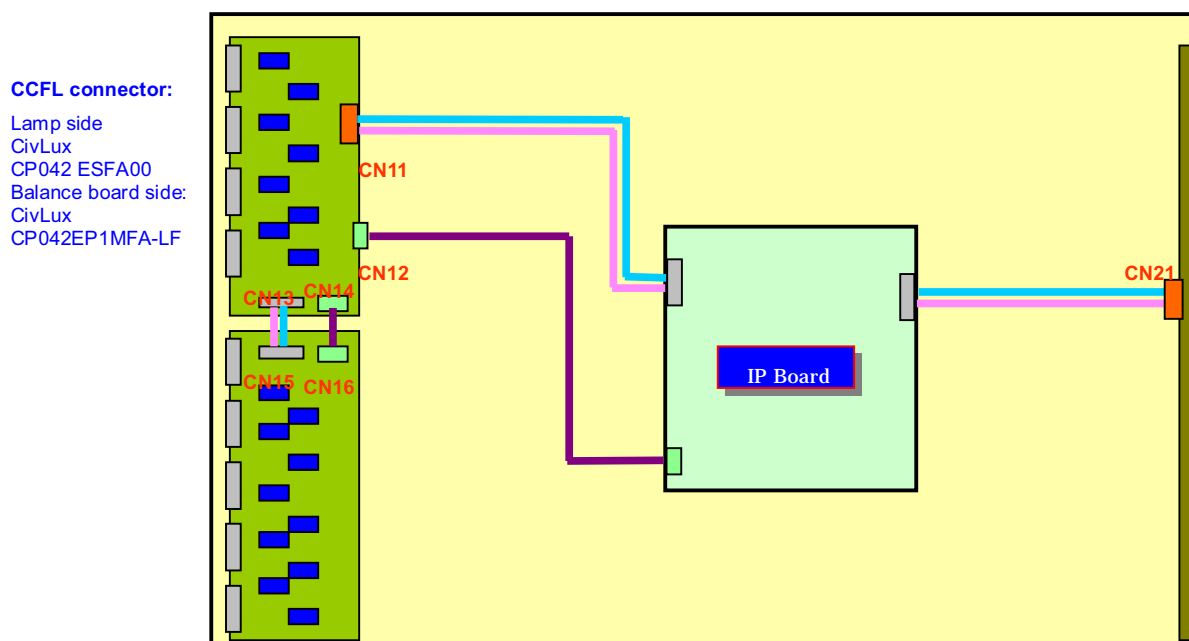 CCFL connector:
Lamp side
CivLux
CP042 ESFA00
Balance board side:
CivLux
CP042EP1MFA-LF
CN11
CN12
CN13
CN14
CN15
CN16
IP Board
CN21